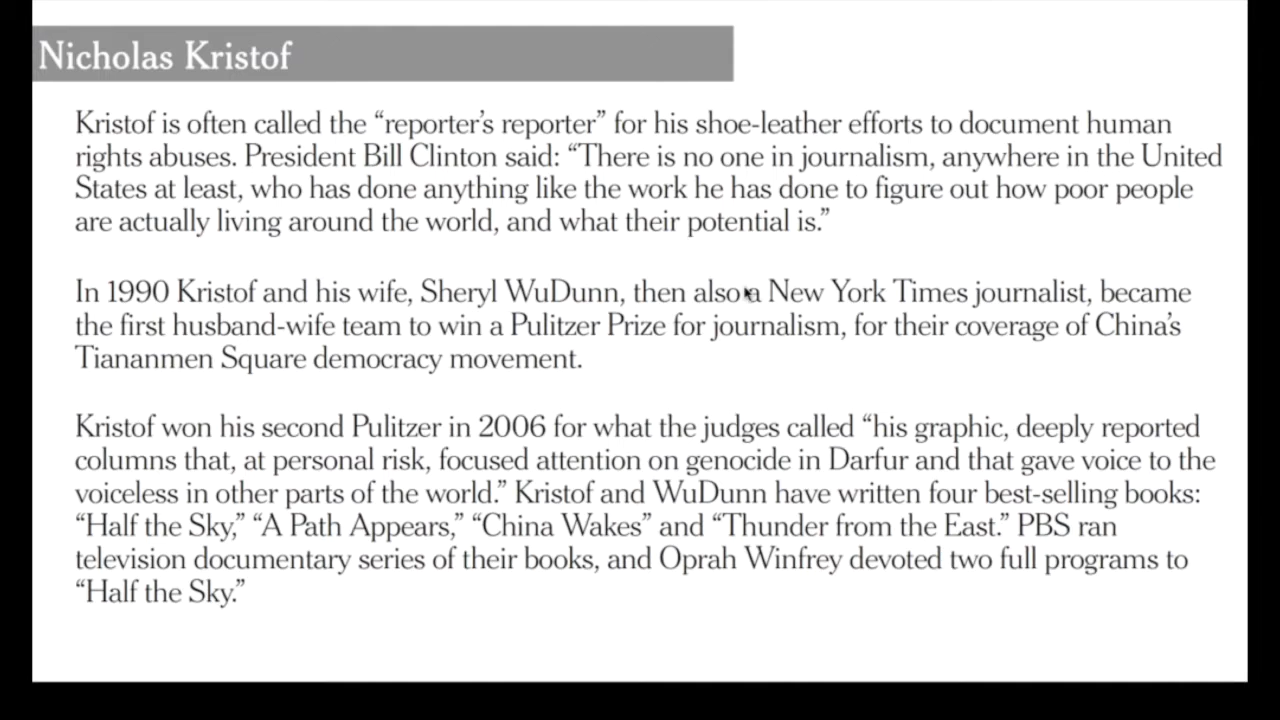 Nicholas Kristof
Kristof is often called the “reporter’s reporter” for his shoe-leather efforts to document human
rights abuses. President Bill Clinton said: “There is no one in journalism, anywhere in the United
States at least, who has done anything like the work he has done to figure out how poor people
are actually living around the world, and what their potential is.”
In 1990 Kristof and his wife, Sheryl WuDunn, then also a New York Times journalist, became
the first husband-wife team to win a Pulitzer Prize for journalism, for their coverage of China’s
Tiananmen Square democracy movement.
Kristof won his second Pulitzer in 2006 for what the judges called “his graphic, deeply reported
columns that, at personal risk, focused attention on genocide in Darfur and that gave voice to the
voiceless in other parts of the world.” Kristof and WuDunn have written four best-selling books:
“Half the Sky,” “A Path Appears,” “China Wakes” and “Thunder from the East.” PBS ran
television documentary series of their books, and Oprah Winfrey devoted two full programs to
“Half the Sky.”